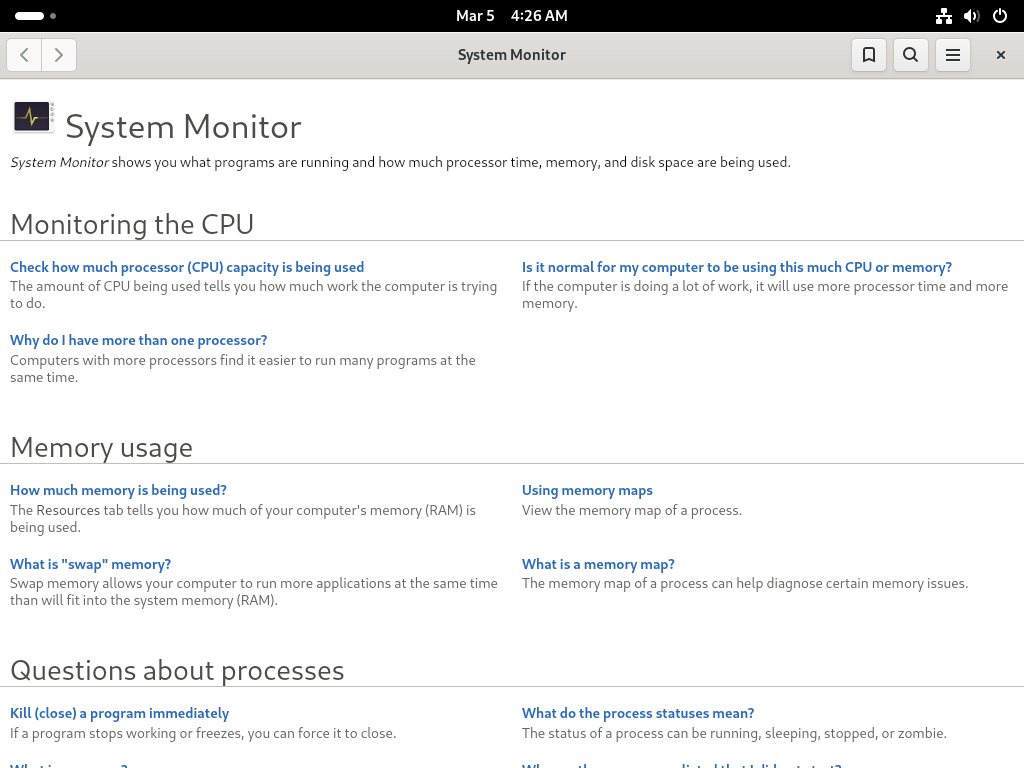 Mar 5 4:26 AM
System Monitor
System Monitor
System Monitor shows you what programs are running and how much processor time, memory, and disk space are being used.
Monitoring the CPU
Check how much processor (CPU) capacity is being used
The amount of CPU being used tells you how much work the computer is trying
to do.
Is it normal for my computer to be using this much CPU or memory?
If the computer is doing a lot of work, it will use more processor time and more
memory.
Why do I have more than one processor?
Computers with more processors find it easier to run many programs at the
same time.
Memory usage
How much memory is being used?
The Resources tab tells you how much of your computer's memory (RAM) is
being used.
Using memory maps
View the memory map of a process.
What is "swap" memory?
Swap memory allows your computer to run more applications at the same time
than will fit into the system memory (RAM).
What is a memory map?
The memory map of a process can help diagnose certain memory issues.
Questions about processes
Kill (close) a program immediately
If a program stops working or freezes, you can force it to close.
What do the process statuses mean?
The status of a process can be running, sleeping, stopped, or zombie.